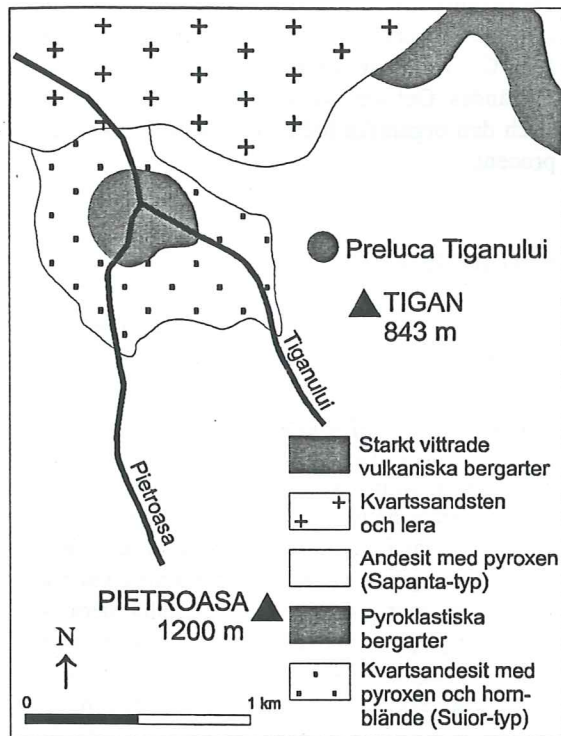 Preluca Tiganului
TIGAN
843 m
Tiganului
Pietroasa
PIETROASA
1200 m
N
0 1 km
Starkt vittrade
vulkaniska bergarter
Kvartssandsten
och lera
Andesit med pyroxen
(Sapanta-typ)
Pyroklastiska
bergarter
Kvartsandesit med
pyroxen och horn-
blände (Suior-typ)